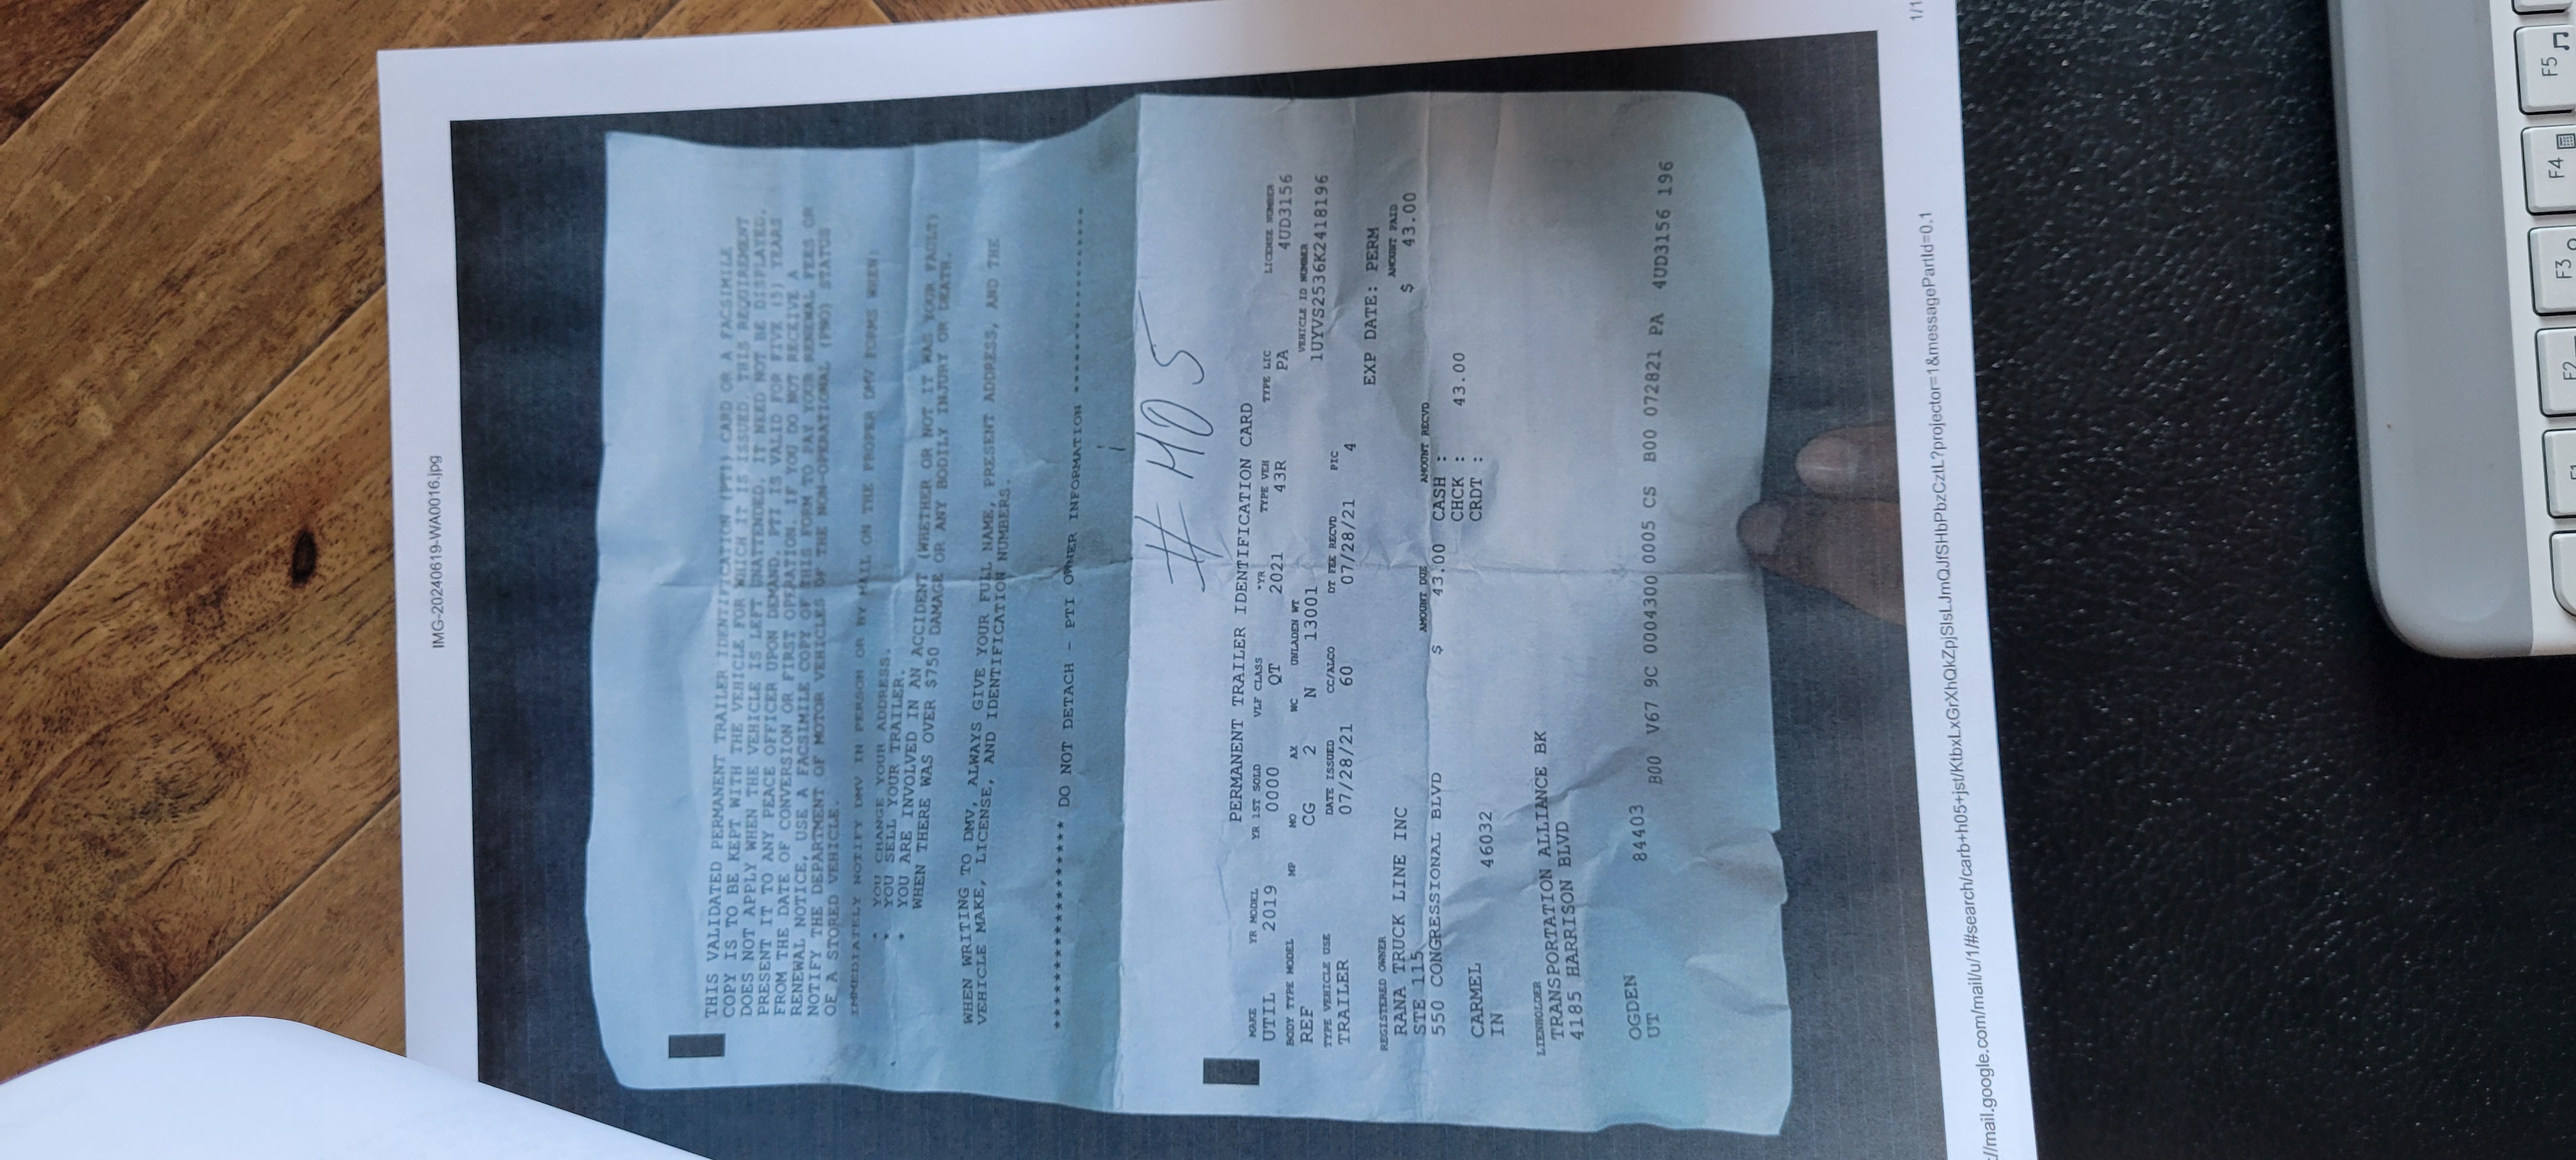 IMG-20240619-WA0016.jpg
1/1
THIS VALIDATED PERMANENT TRAILER IDENTIFICATION (PTI) CARD OR A FACSIMILE
COPY IS TO BE KEPT WITH THE VEHICLE FOR WHICH IT IS ISSUED. THIS REQUIREMENT
DOES NOT APPLY WHEN THE VEHICLE IS LEFT UNATTENDED. IT NEED NOT BE DISPLAYED.
PRESENT IT TO ANY PEACE OFFICER UPON DEMAND. PTI IS VALID FOR FIVE (5) YEARS
FROM THE DATE OF CONVERSION OR FIRST OPERATION. IF YOU DO NOT RECEIVE A
RENEWAL NOTICE, USE A FACSIMILE COPY OF THIS FORM TO PAY YOUR RENEWAL FEES OR
NOTIFY THE DEPARTMENT OF MOTOR VEHICLES OF THE NON-OPERATIONAL (PNO) STATUS
OF A STORED VEHICLE.
IMMEDIATELY NOTIFY DMV IN PERSON OR BY MAIL ON THE PROPER DMV FORMS WHEN:
* YOU CHANGE YOUR ADDRESS.
* YOU SELL YOUR TRAILER.
* YOU ARE INVOLVED IN AN ACCIDENT (WHETHER OR NOT IT WAS YOUR FAULT)
WHEN THERE WAS OVER $750 DAMAGE OR ANY BODILY INJURY OR DEATH.
WHEN WRITING TO DMV, ALWAYS GIVE YOUR FULL NAME, PRESENT ADDRESS, AND THE
VEHICLE MAKE, LICENSE, AND IDENTIFICATION NUMBERS.
********************* DO NOT DETACH - PTI OWNER INFORMATION ********************
# H05
PERMANENT TRAILER IDENTIFICATION CARD
MAKE YR MODEL YR 1ST SOLD VLF CLASS *YR TYPE VEH TYPE LIC LICENSE NUMBER
UTIL 2019 0000 QT 2021 43R PA 4UD3156
BODY TYPE MODEL MP MO AX WC UNLADEN WT VEHICLE ID NUMBER
REF CG 2 N 13001 1UYVS2536K2418196
TYPE VEHICLE USE DATE ISSUED CC/ALCO DT FEE RECVD PIC
TRAILER 07/28/21 60 07/28/21 4
EXP DATE: PERM
REGISTERED OWNER AMOUNT PAID
RANA TRUCK LINE INC $ 43.00
STE 115 AMOUNT DUE AMOUNT RECVD
550 CONGRESSIONAL BLVD $ 43.00 CASH :
CHCK : 43.00
CARMEL CRDT :
IN 46032
LIENHOLDER
TRANSPORTATION ALLIANCE BK
4185 HARRISON BLVD
OGDEN
UT 84403
B00 V67 9C 0004300 0005 CS B00 072821 PA 4UD3156 196
://mail.google.com/mail/u/1/#search/carb+h05+jst/KtbxLxGrXhQkZpjSlsLJmQJfSHbPbzCztL?projector=1&messagePartId=0.1
F5
F4
F3
F2
F1